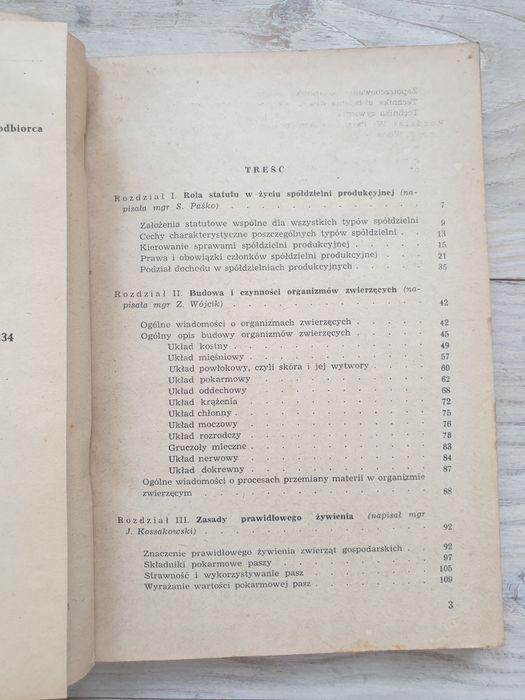 odbiorca
234
TREŚĆ
Rozdział I. Rola statutu w życiu spółdzielni produkcyjnej (na-
pisała mgr S. Paśko) . . . 7
Założenia statutowe wspólne dla wszystkich typów spółdzielni 9
Cechy charakterystyczne poszczególnych typów spółdzielni . 13
Kierowanie sprawami spółdzielni produkcyjnej . . . 15
Prawa i obowiązki członków spółdzielni produkcyjnej . . 21
Podział dochodu w spółdzielniach produkcyjnych . . . 35
Rozdział II. Budowa i czynności organizmów zwierzęcych (na-
pisała mgr Z. Wójcik) . . . 42
Ogólne wiadomości o organizmach zwierzęcych . . . 42
Ogólny opis budowy organizmów zwierzęcych . . . 45
Układ kostny . . . 49
Układ mięśniowy . . . 57
Układ powłokowy, czyli skóra i jej wytwory . . . 60
Układ pokarmowy . . . 62
Układ oddechowy . . . 68
Układ krążenia . . . 72
Układ chłonny . . . 75
Układ moczowy . . . 76
Układ rozrodczy . . . 78
Gruczoły mleczne . . . 83
Układ nerwowy . . . 84
Układ dokrewny . . . 87
Ogólne wiadomości o procesach przemiany materii w organizmie
zwierzęcym . . . 88
Rozdział III. Zasady prawidłowego żywienia (napisał mgr
J. Kossakowski) . . . 92
Znaczenie prawidłowego żywienia zwierząt gospodarskich . . 92
Składniki pokarmowe paszy . . . 97
Strawność i wykorzystywanie pasz . . . 105
Wyrażanie wartości pokarmowej pasz . . . 109
3